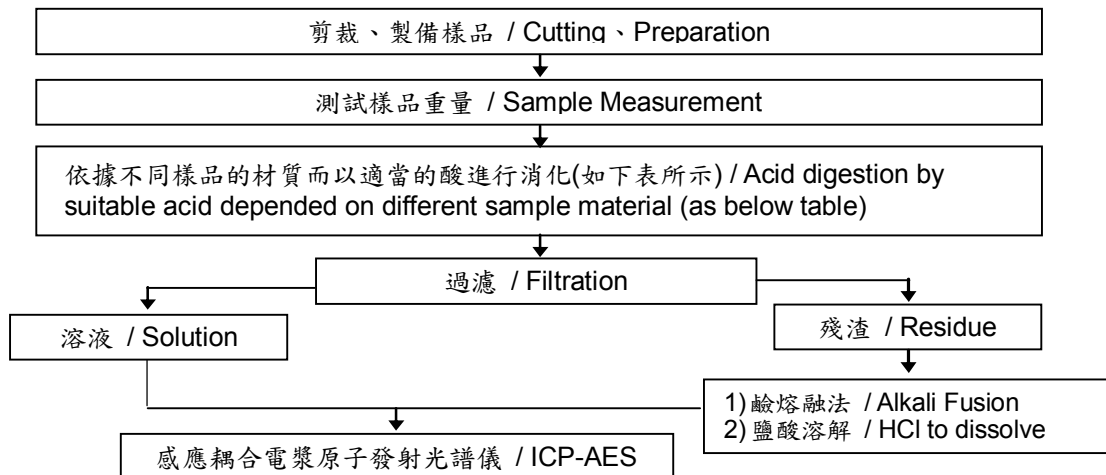 剪裁、製備樣品 / Cutting、Preparation
測試樣品重量 / Sample Measurement
依據不同樣品的材質而以適當的酸進行消化(如下表所示) / Acid digestion by
suitable acid depended on different sample material (as below table)
過濾 / Filtration
溶液 / Solution
殘渣 / Residue
1)鹼熔融法 / Alkali Fusion
2)鹽酸溶解 / HCl to dissolve
感應耦合電漿原子發射光譜儀 / ICP-AES